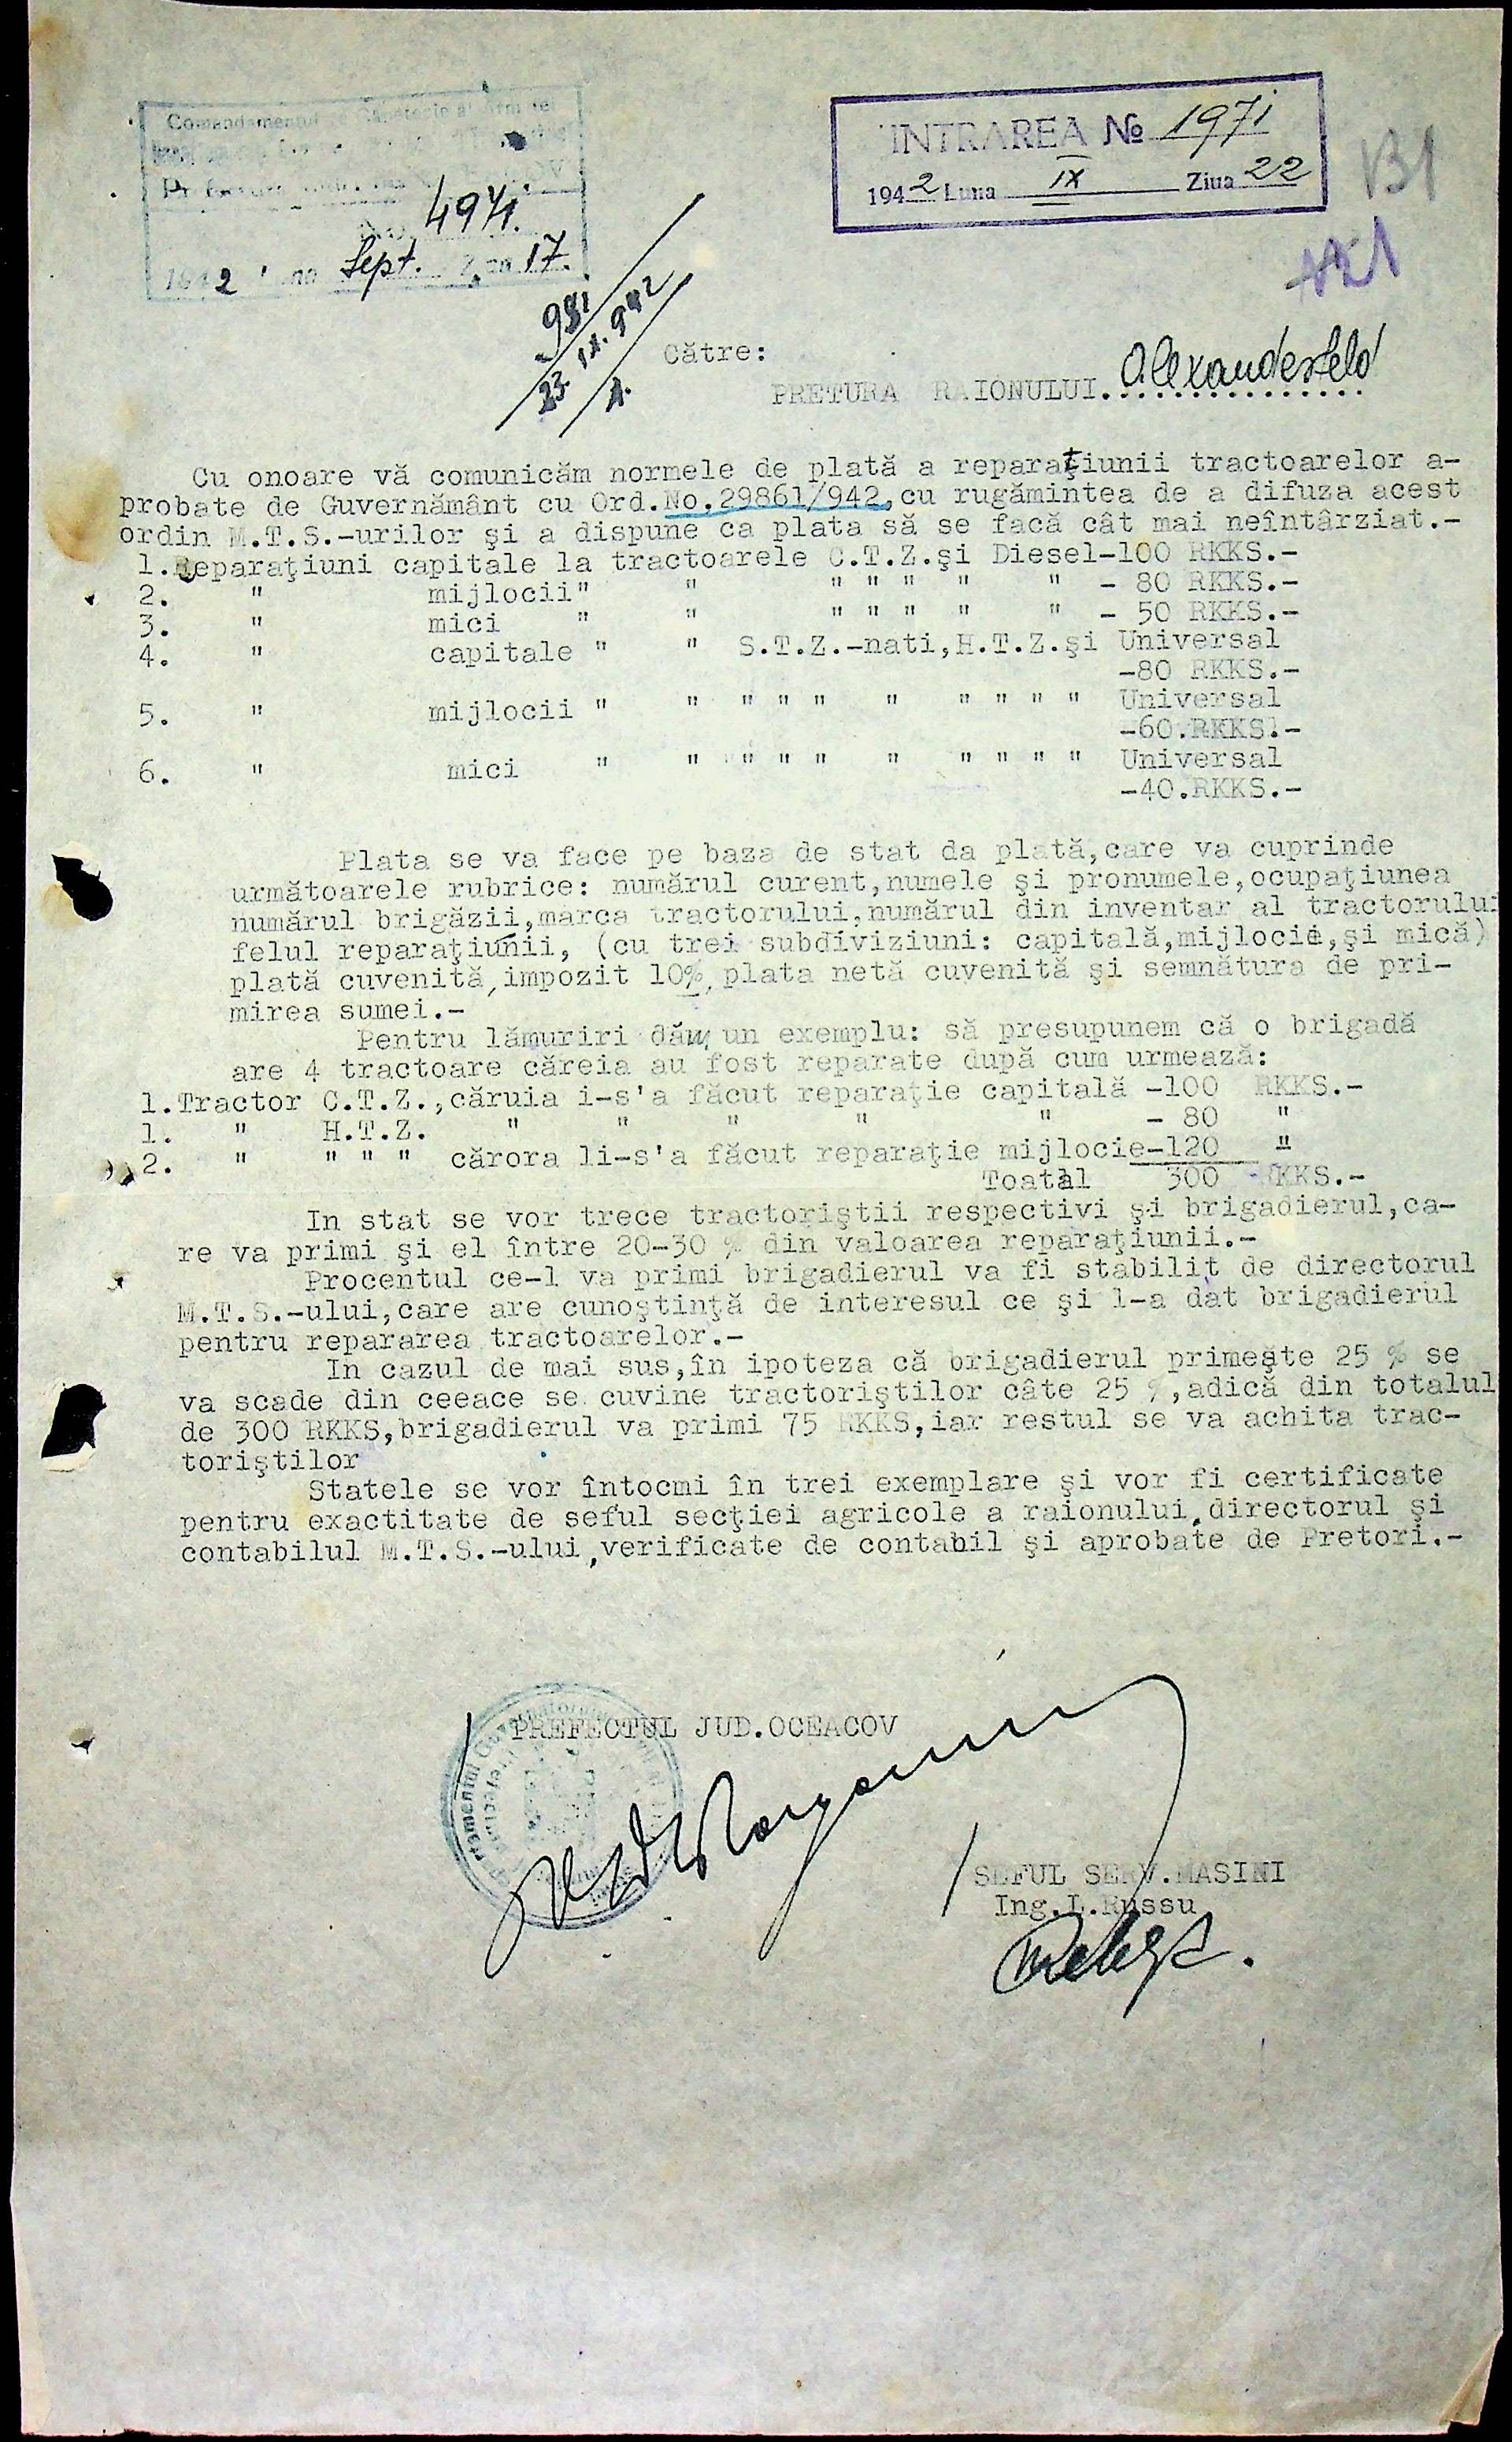 Comandamentul
4971.
1942 Sept. 17.
INTRAREA № 1971
1942 Luna IX Ziua 22
131
981
23. IX. 942
Către:
PRETURA RAIONULUI. Alexanderfeld
Cu onoare vă comunicăm normele de plată a reparaţiunii tractoarelor a-
probate de Guvernământ cu Ord.No.29861/942,cu rugămintea de a difuza acest
ordin M.T.S.-urilor şi a dispune ca plata să se facă cât mai neîntârziat.-
1.Reparaţiuni capitale la tractoarele C.T.Z.şi Diesel-100 RKKS.-
2. " mijlocii" " " " " " " - 80 RKKS.-
3. " mici " " " " " " " - 50 RKKS.-
4. " capitale " " S.T.Z.-nati,H.T.Z.şi Universal
-80 RKKS.-
5. " mijlocii " " " " " " " " " " Universal
-60.RKKS.-
6. " mici " " " " " " " " " " Universal
-40.RKKS.-
Plata se va face pe baza de stat da plată,care va cuprinde
următoarele rubrice: numărul curent,numele şi pronumele,ocupaţiunea
numărul brigăzii,marca tractorului,numărul din inventar al tractorului
felul reparaţiunii, (cu trei subdiviziuni: capitală,mijlocie,şi mică)
plată cuvenită,impozit 10%,plata netă cuvenită şi semnătura de pri-
mirea sumei.-
Pentru lămuriri dăm un exemplu: să presupunem că o brigadă
are 4 tractoare căreia au fost reparate după cum urmează:
1.Tractor C.T.Z.,căruia i-s'a făcut reparaţie capitală -100 RKKS.-
1. " H.T.Z. " " " " " - 80 "
2. " " " " cărora li-s'a făcut reparaţie mijlocie-120 "
Toatal 300 RKKS.-
In stat se vor trece tractoriştii respectivi şi brigadierul,ca-
re va primi şi el între 20-30 % din valoarea reparaţiunii.-
Procentul ce-l va primi brigadierul va fi stabilit de directorul
M.T.S.-ului,care are cunoştinţă de interesul ce şi l-a dat brigadierul
pentru repararea tractoarelor.-
In cazul de mai sus,în ipoteza că brigadierul primeşte 25 % se
va scade din ceeace se cuvine tractoriştilor câte 25 %,adică din totalul
de 300 RKKS,brigadierul va primi 75 RKKS,iar restul se va achita trac-
toriştilor
Statele se vor întocmi în trei exemplare şi vor fi certificate
pentru exactitate de seful secţiei agricole a raionului,directorul şi
contabilul M.T.S.-ului,verificate de contabil şi aprobate de Pretori.-
PREFECTUL JUD.OCEACOV
SEFUL SERV.MASINI
Ing.L.Russu